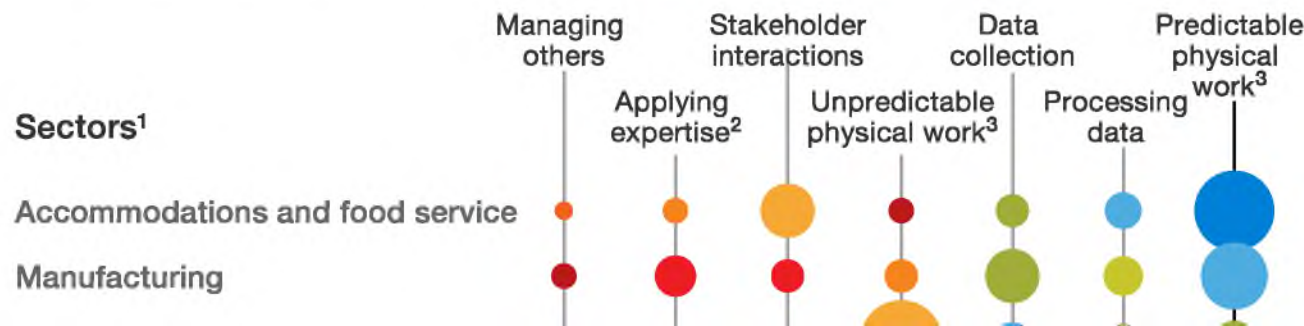 Managing
others
Stakeholder
interactions
Data
collection
Predictable
physical
work³
Applying
expertise²
Unpredictable
physical work³
Processing
data
Sectors¹
Accommodations and food service
Manufacturing